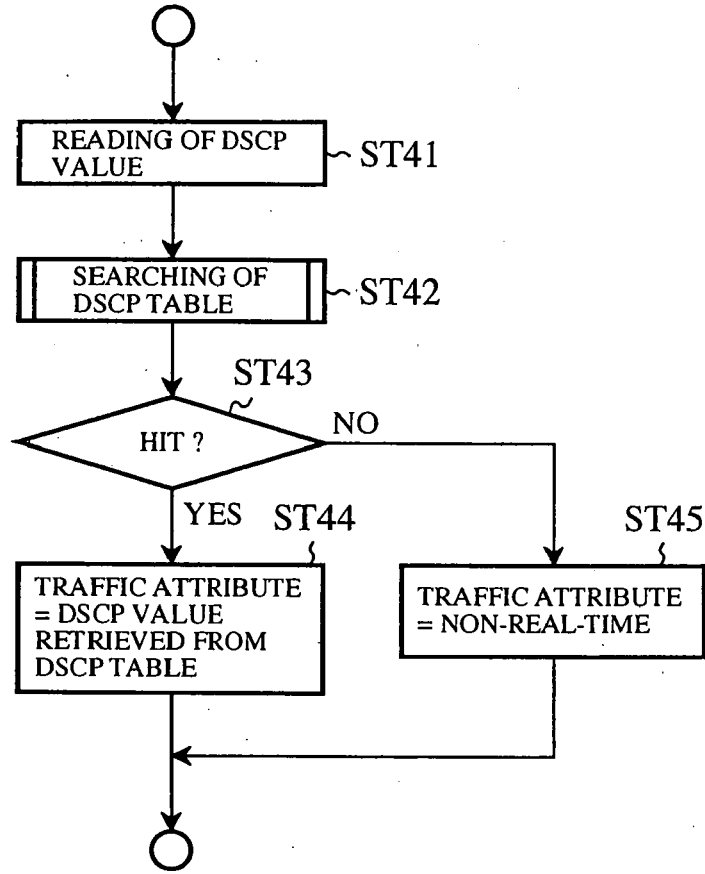 READING OF DSCP
VALUE
ST41
SEARCHING OF
DSCP TABLE
ST42
ST43
HIT ?
NO
YES
ST44
ST45
TRAFFIC ATTRIBUTE
= DSCP VALUE
RETRIEVED FROM
DSCP TABLE
TRAFFIC ATTRIBUTE
= NON-REAL-TIME